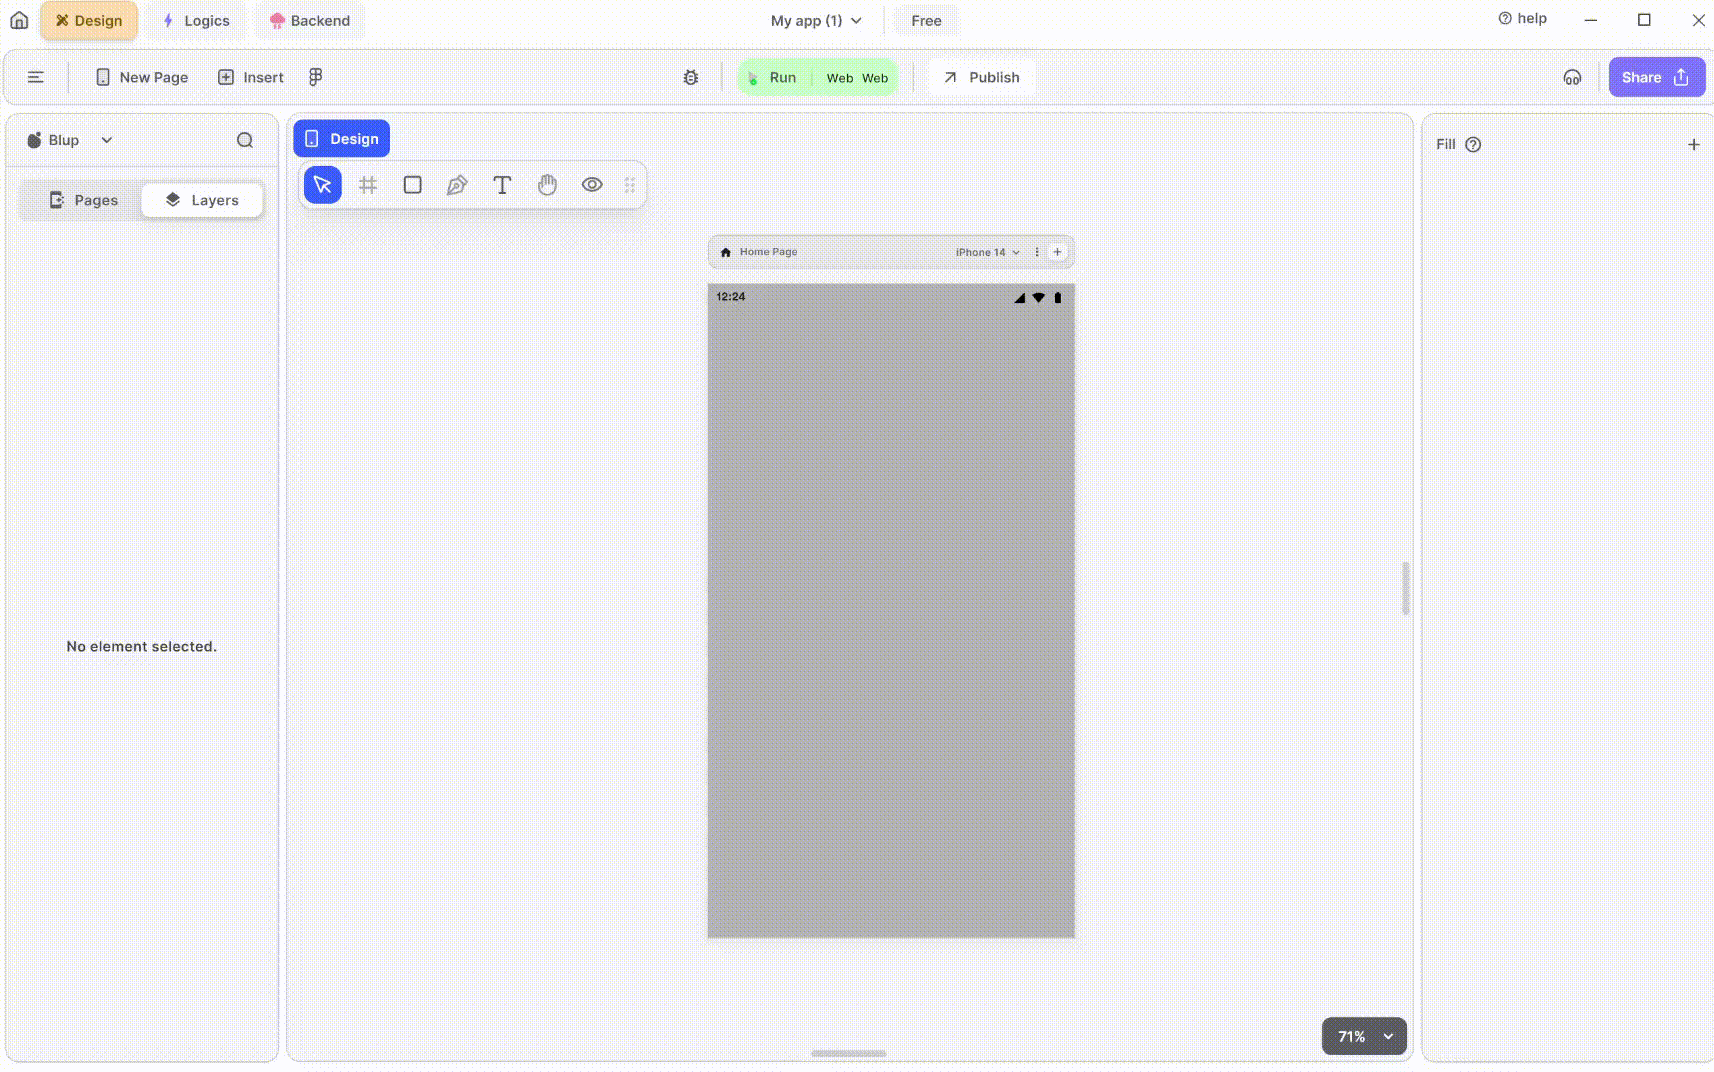 Design Logics Backend My app (1) Free help
New Page Insert Run Web Web Publish Share
Blup
Design
Fill
Pages Layers
Home Page iPhone 14
12:24
No element selected.
71%